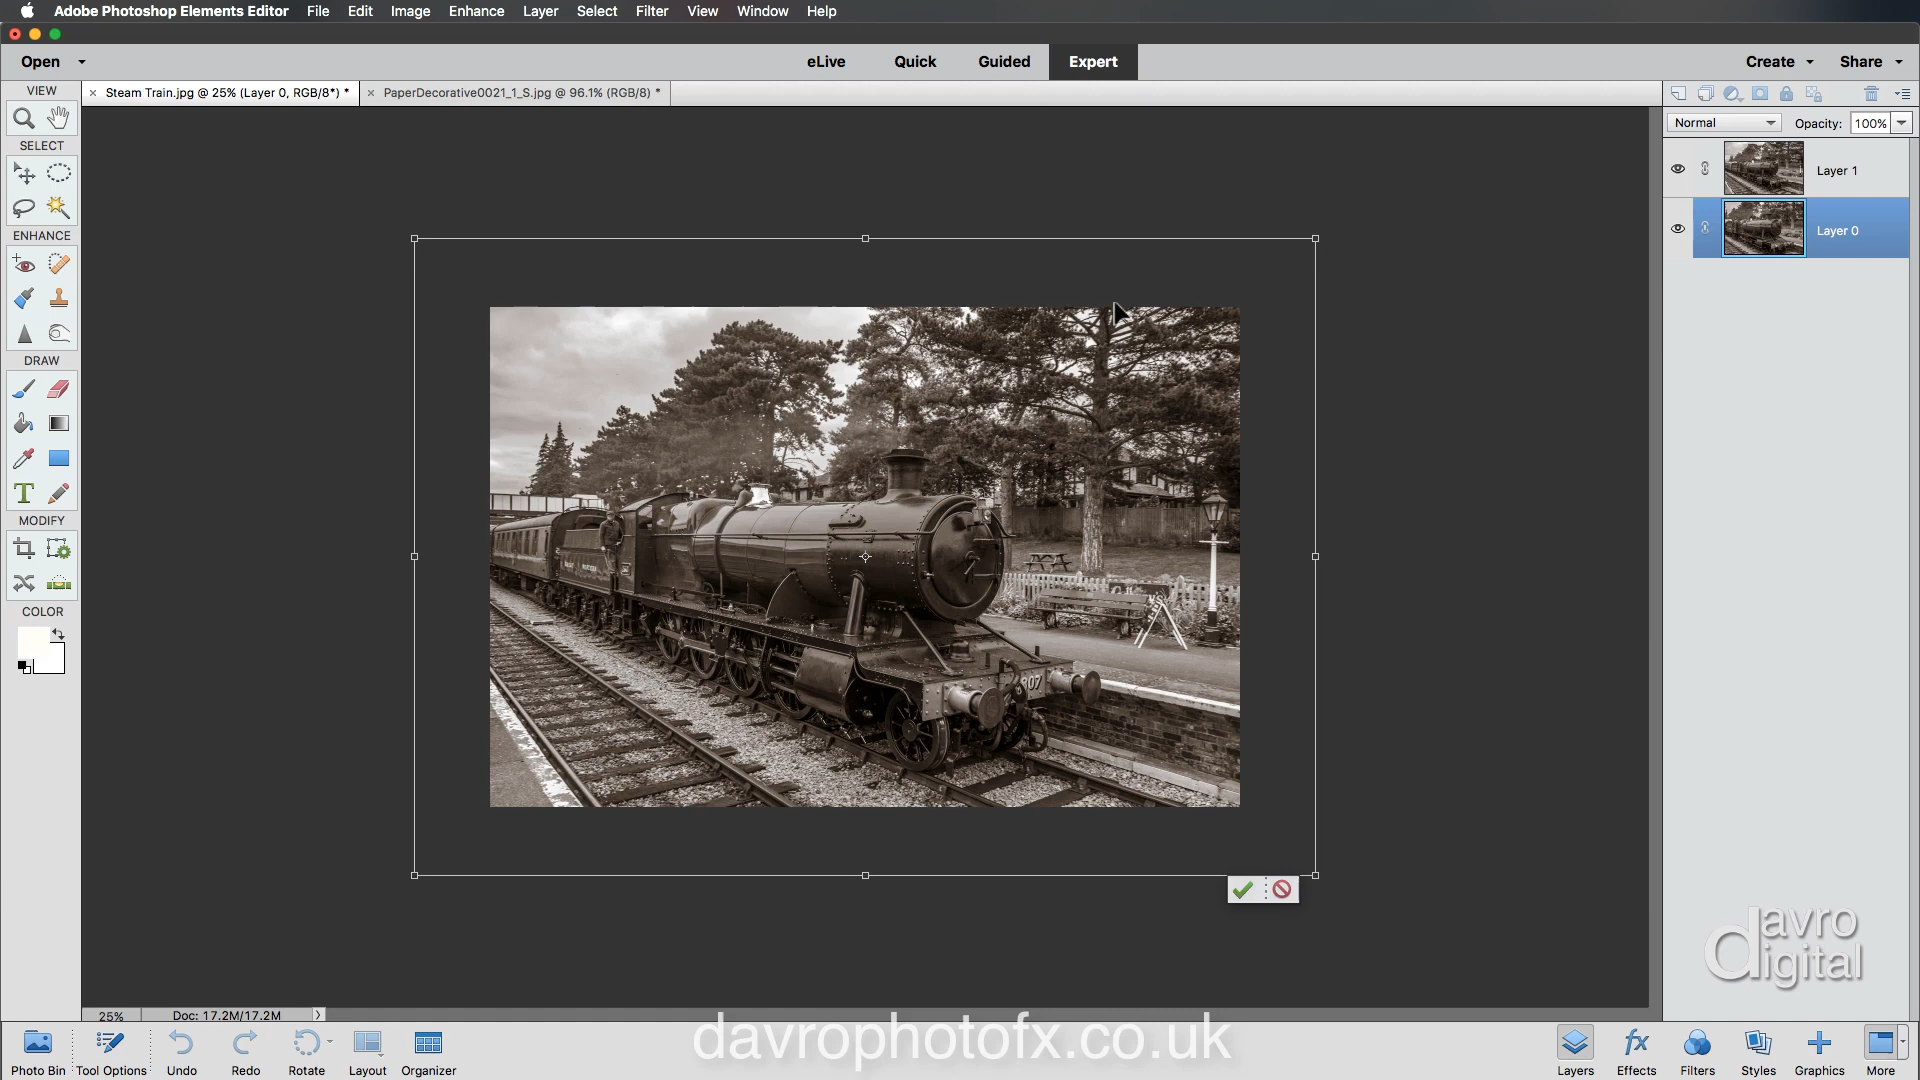 Adobe Photoshop Elements Editor File Edit Image Enhance Layer Select Filter View Window Help
Open eLive Quick Guided Expert Create Share
VIEW
× Steam Train.jpg @ 25% (Layer 0, RGB/8*) * × PaperDecorative0021_1_S.jpg @ 96.1% (RGB/8) *
Normal Opacity: 100%
SELECT
Layer 1
Layer 0
ENHANCE
DRAW
T
MODIFY
COLOR
davro
digital
25% Doc: 17.2M/17.2M
davrophotofx.co.uk
fx
Photo Bin Tool Options Undo Redo Rotate Layout Organizer Layers Effects Filters Styles Graphics More